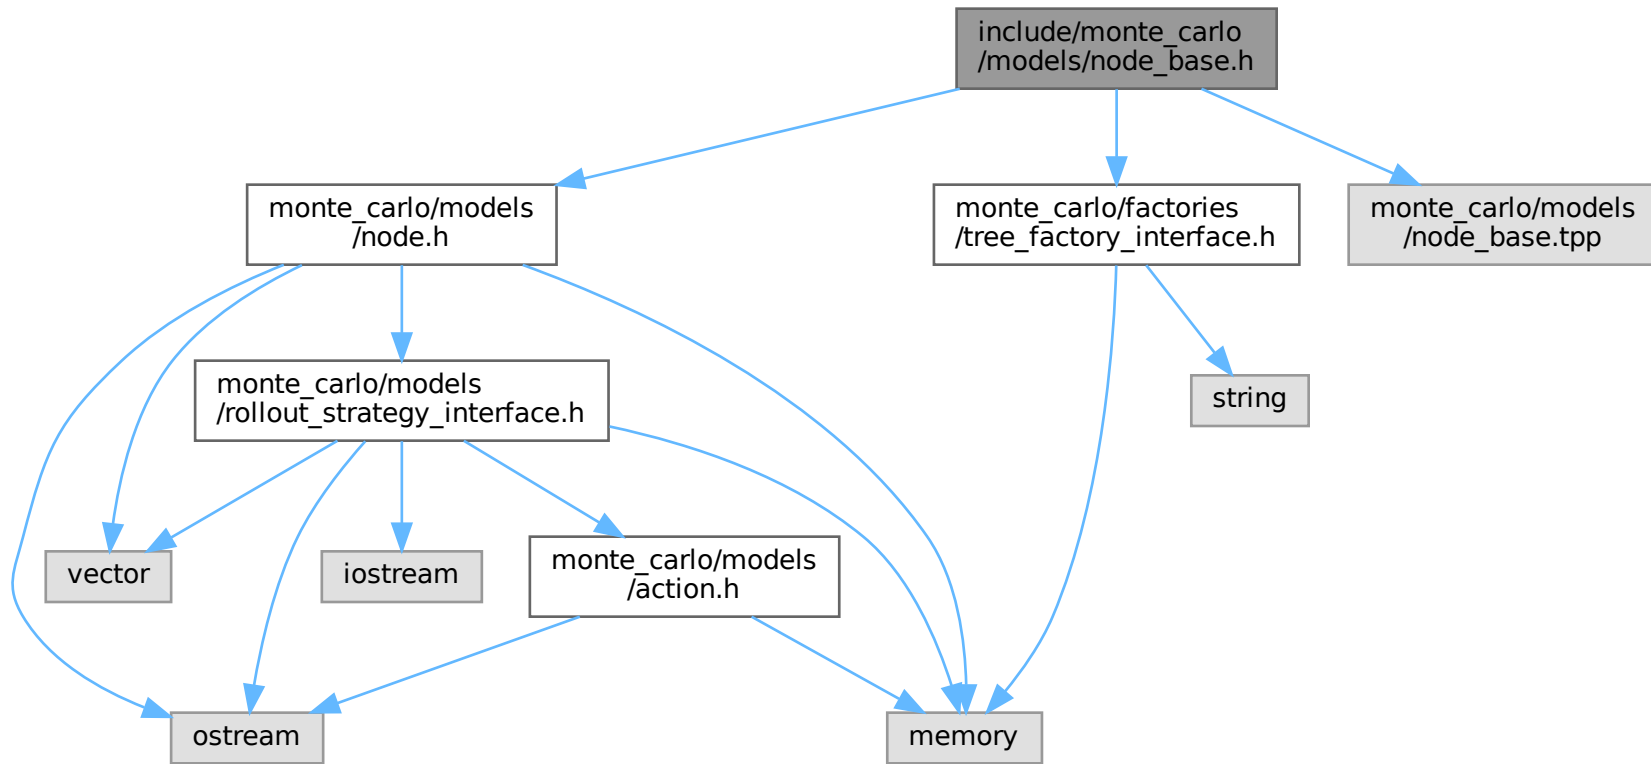 include/monte_carlo
/models/node_base.h
monte_carlo/models
/node.h
monte_carlo/factories
/tree_factory_interface.h
monte_carlo/models
/node_base.tpp
monte_carlo/models
/rollout_strategy_interface.h
string
vector
iostream
monte_carlo/models
/action.h
ostream
memory